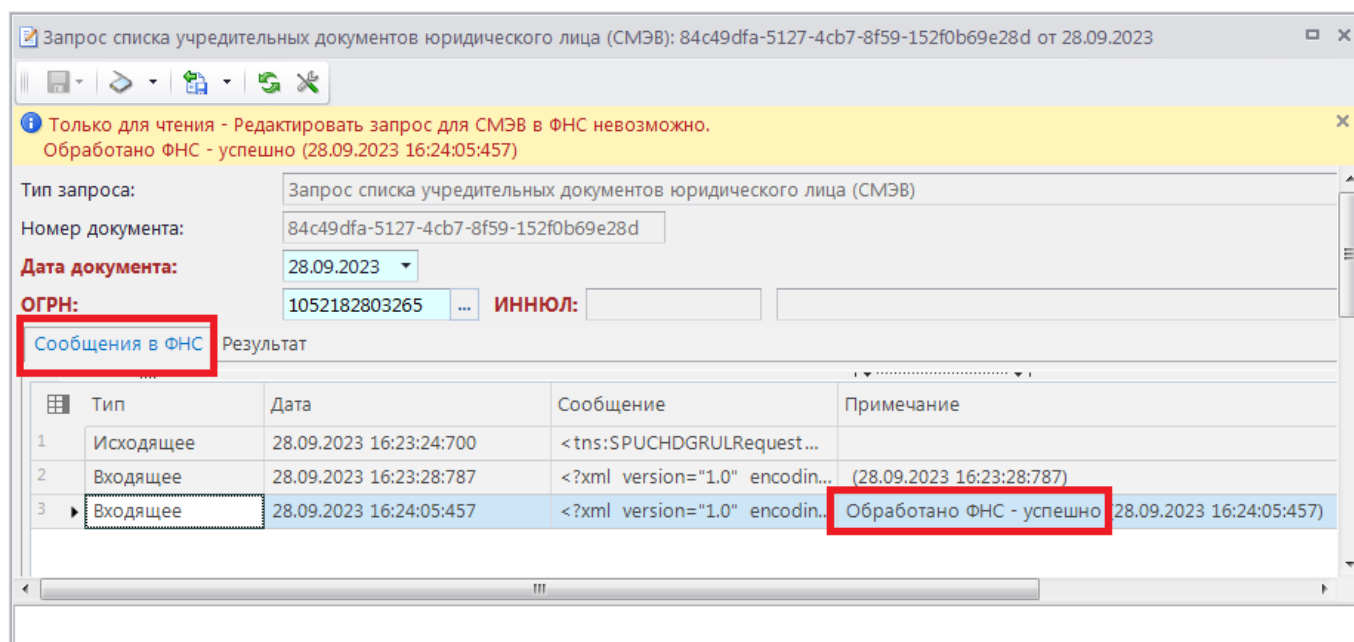 Запрос списка учредительных документов юридического лица (СМЭВ): 84c49dfa-5127-4cb7-8f59-152f0b69e28d от 28.09.2023
Только для чтения - Редактировать запрос для СМЭВ в ФНС невозможно.
Обработано ФНС - успешно (28.09.2023 16:24:05:457)
Тип запроса: Запрос списка учредительных документов юридического лица (СМЭВ)
Номер документа: 84c49dfa-5127-4cb7-8f59-152f0b69e28d
Дата документа: 28.09.2023
ОГРН: 1052182803265 ... ИННЮЛ:
Сообщения в ФНС Результат
Тип Дата Сообщение Примечание
1 Исходящее 28.09.2023 16:23:24:700 <tns:SPUCHDGRULRequest...
2 Входящее 28.09.2023 16:23:28:787 <?xml version="1.0" encodin... (28.09.2023 16:23:28:787)
3 Входящее 28.09.2023 16:24:05:457 <?xml version="1.0" encodin... Обработано ФНС - успешно (28.09.2023 16:24:05:457)